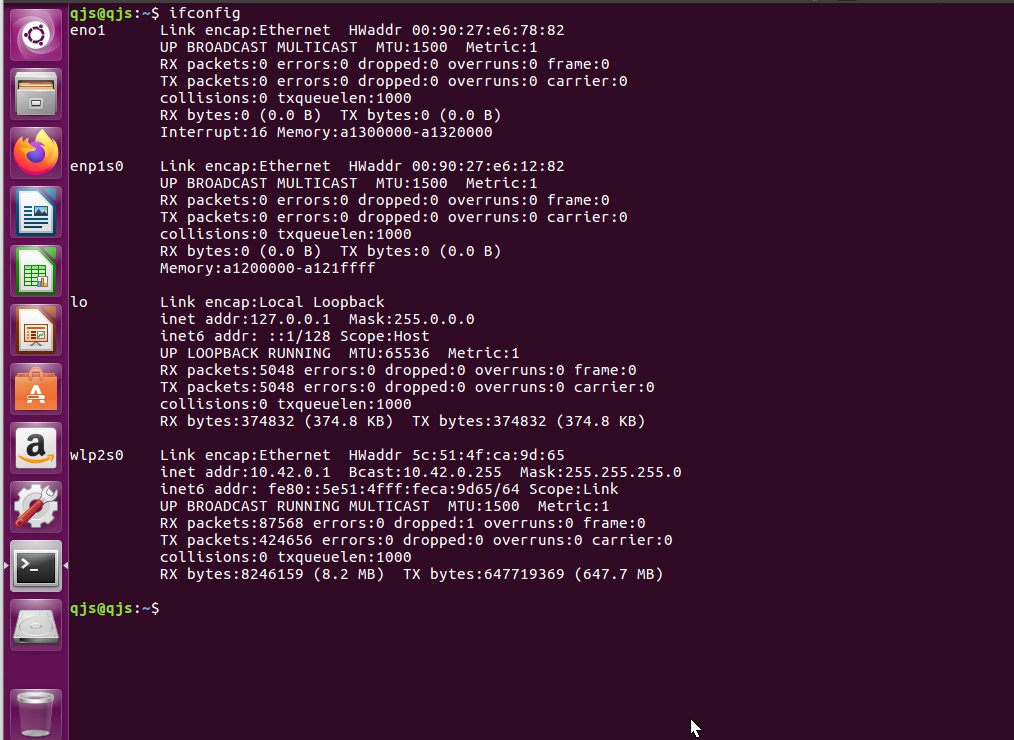 qjs@qjs:~$ ifconfig
eno1      Link encap:Ethernet  HWaddr 00:90:27:e6:78:82
          UP BROADCAST MULTICAST  MTU:1500  Metric:1
          RX packets:0 errors:0 dropped:0 overruns:0 frame:0
          TX packets:0 errors:0 dropped:0 overruns:0 carrier:0
          collisions:0 txqueuelen:1000
          RX bytes:0 (0.0 B)  TX bytes:0 (0.0 B)
          Interrupt:16 Memory:a1300000-a1320000

enp1s0    Link encap:Ethernet  HWaddr 00:90:27:e6:12:82
          UP BROADCAST MULTICAST  MTU:1500  Metric:1
          RX packets:0 errors:0 dropped:0 overruns:0 frame:0
          TX packets:0 errors:0 dropped:0 overruns:0 carrier:0
          collisions:0 txqueuelen:1000
          RX bytes:0 (0.0 B)  TX bytes:0 (0.0 B)
          Memory:a1200000-a121ffff

lo        Link encap:Local Loopback
          inet addr:127.0.0.1  Mask:255.0.0.0
          inet6 addr: ::1/128 Scope:Host
          UP LOOPBACK RUNNING  MTU:65536  Metric:1
          RX packets:5048 errors:0 dropped:0 overruns:0 frame:0
          TX packets:5048 errors:0 dropped:0 overruns:0 carrier:0
          collisions:0 txqueuelen:1000
          RX bytes:374832 (374.8 KB)  TX bytes:374832 (374.8 KB)

wlp2s0    Link encap:Ethernet  HWaddr 5c:51:4f:ca:9d:65
          inet addr:10.42.0.1  Bcast:10.42.0.255  Mask:255.255.255.0
          inet6 addr: fe80::5e51:4fff:feca:9d65/64 Scope:Link
          UP BROADCAST RUNNING MULTICAST  MTU:1500  Metric:1
          RX packets:87568 errors:0 dropped:1 overruns:0 frame:0
          TX packets:424656 errors:0 dropped:0 overruns:0 carrier:0
          collisions:0 txqueuelen:1000
          RX bytes:8246159 (8.2 MB)  TX bytes:647719369 (647.7 MB)

qjs@qjs:~$